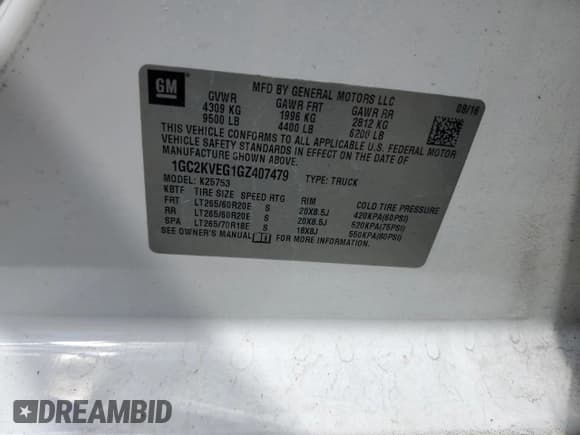 GM
MFD BY GENERAL MOTORS LLC
08/16
GVWR GAWR FRT GAWR RR
4309 KG 1996 KG 2812 KG
9500 LB 4400 LB 6200 LB
THIS VEHICLE CONFORMS TO ALL APPLICABLE U.S. FEDERAL MOTOR
VEHICLE SAFETY STANDARDS IN EFFECT ON THE DATE OF
MANUFACTURE SHOWN ABOVE.
1GC2KVEG1GZ407479 TYPE: TRUCK
MODEL: K25753
KBTF TIRE SIZE SPEED RTG RIM COLD TIRE PRESSURE
FRT LT265/60R20E S 20X8.5J 420KPA(60PSI)
RR LT265/60R20E S 20X8.5J 520KPA(75PSI)
SPA LT265/70R18E S 18X8J 550KPA(80PSI)
SEE OWNER'S MANUAL FOR MORE INFORMATION.
DREAMBID